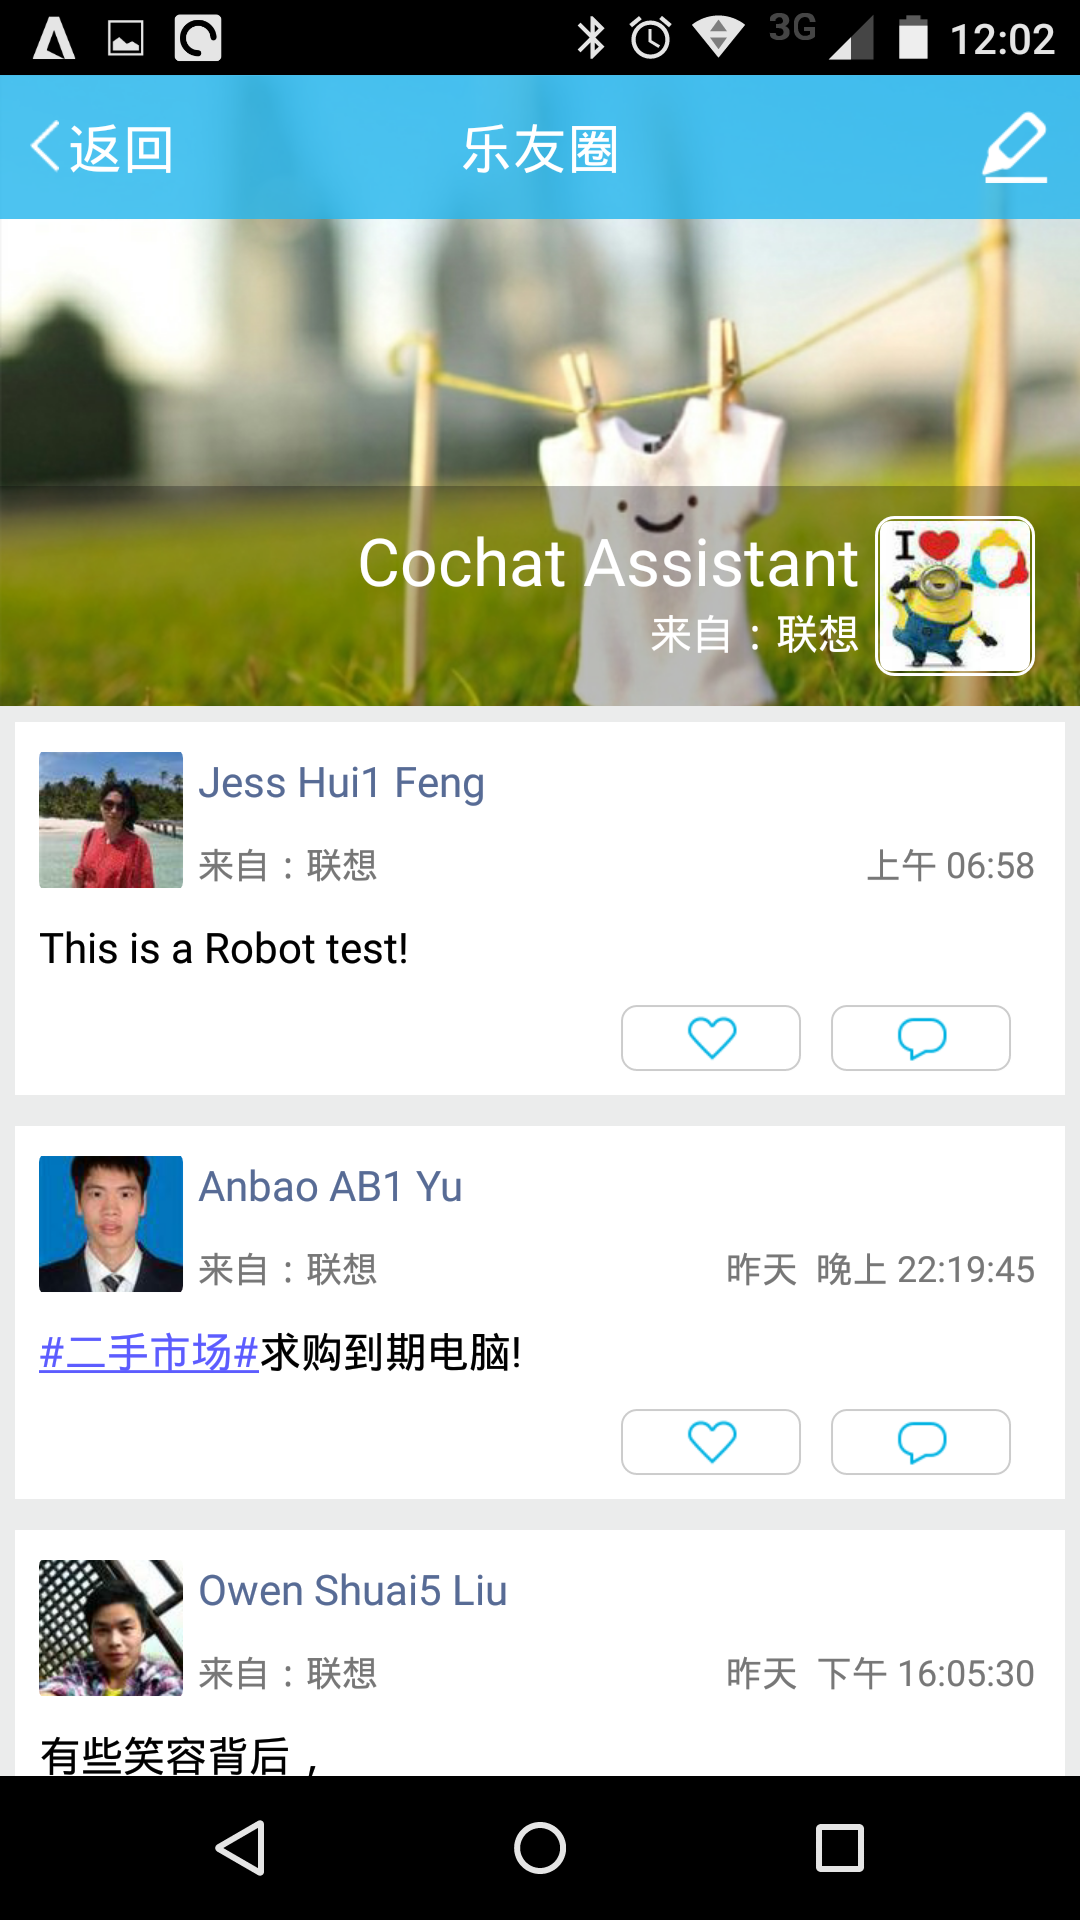 3G 12:02
返回 乐友圈
Cochat Assistant
来自：联想
I
Jess Hui1 Feng
来自：联想 上午 06:58
This is a Robot test!
Anbao AB1 Yu
来自：联想 昨天 晚上 22:19:45
#二手市场#求购到期电脑!
Owen Shuai5 Liu
来自：联想 昨天 下午 16:05:30
有些笑容背后，